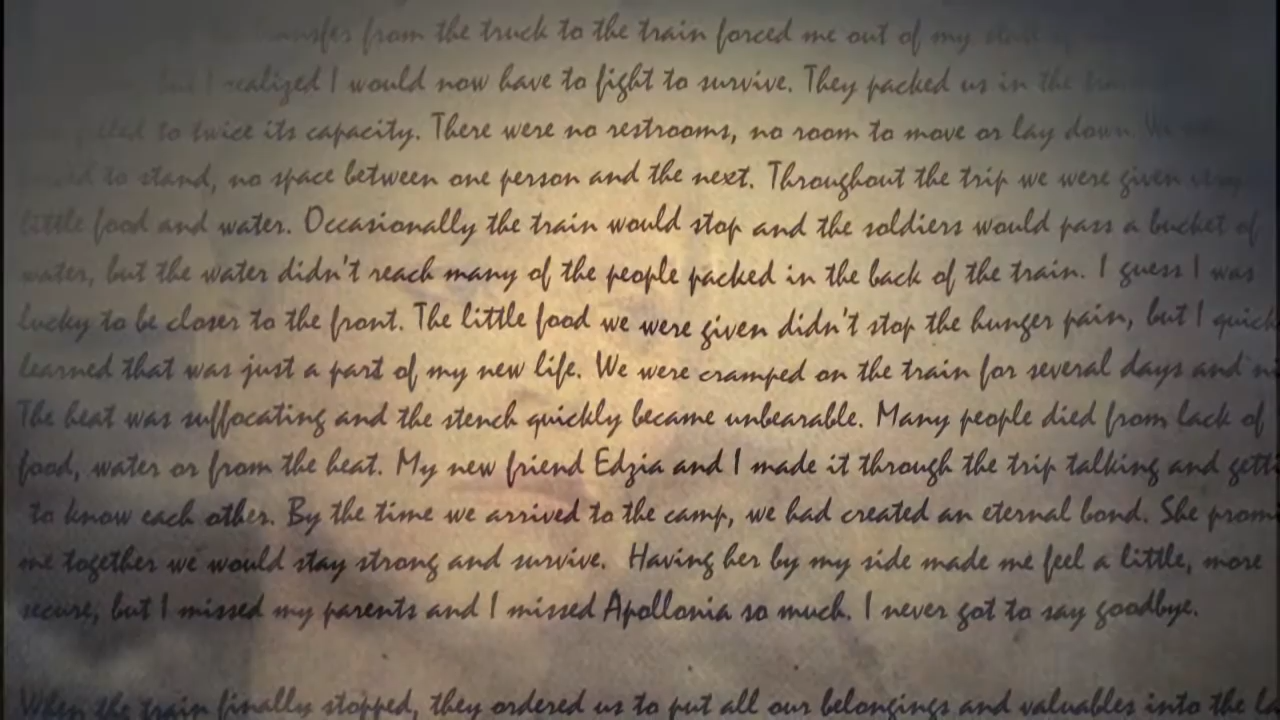 from the truck to the train forced me out of my
but I realized I would now have to fight to survive. They packed us in the
to twice its capacity. There were no restrooms, no room to move or lay down. We
to stand, no space between one person and the next. Throughout the trip we were given very
little food and water. Occasionally the train would stop and the soldiers would pass a bucket of
water, but the water didn't reach many of the people packed in the back of the train. I guess I was
lucky to be closer to the front. The little food we were given didn't stop the hunger pain, but I quick
learned that was just a part of my new life. We were cramped on the train for several days and
The heat was suffocating and the stench quickly became unbearable. Many people died from lack of
food, water or from the heat. My new friend Edzia and I made it through the trip talking and gett
to know each other. By the time we arrived to the camp, we had created an eternal bond. She prom
me together we would stay strong and survive. Having her by my side made me feel a little, more
secure, but I missed my parents and I missed Apollonia so much. I never got to say goodbye.
When the train finally stopped, they ordered us to put all our belongings and valuables into the